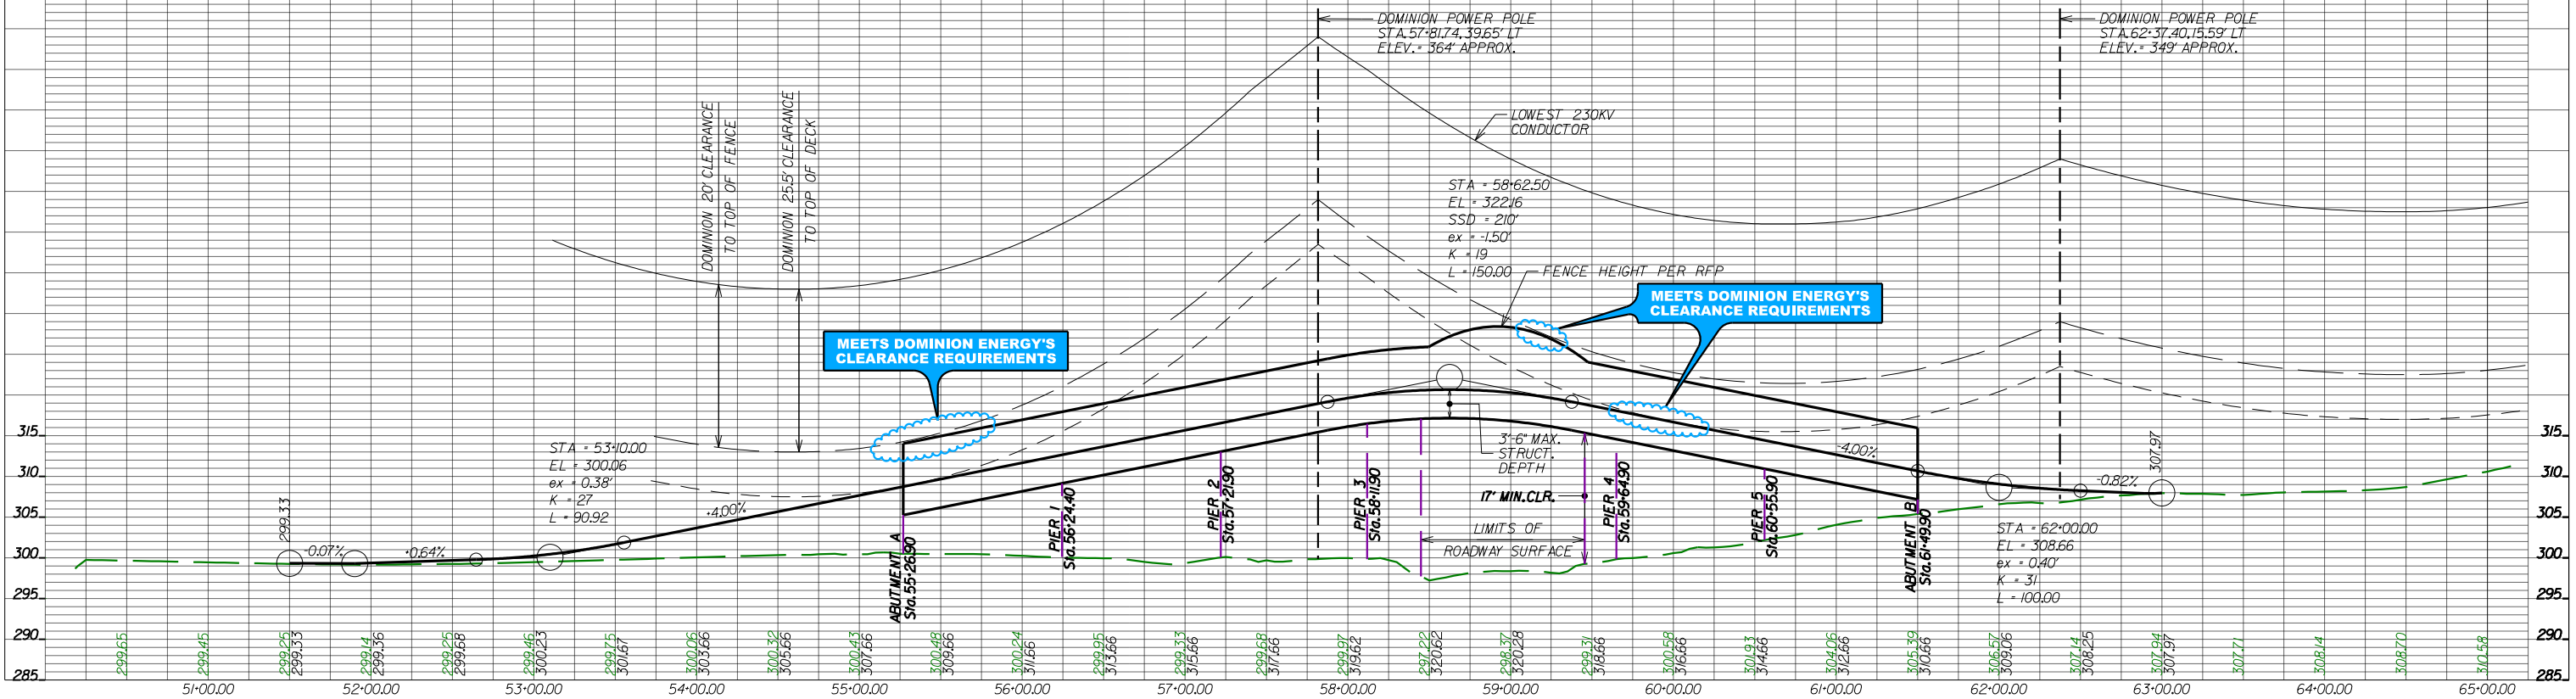 DOMINION POWER POLE
STA. 57+81.74, 39.65' LT
ELEV. = 364' APPROX.
DOMINION POWER POLE
STA. 62+37.40, 15.59' LT
ELEV. = 349' APPROX.
LOWEST 230KV
CONDUCTOR
DOMINION 20' CLEARANCE
TO TOP OF FENCE
DOMINION 25.5' CLEARANCE
TO TOP OF DECK
STA = 58+62.50
EL = 322.16
SSD = 210'
ex = -1.50'
K = 19
L = 150.00
FENCE HEIGHT PER RFP
MEETS DOMINION ENERGY'S
CLEARANCE REQUIREMENTS
MEETS DOMINION ENERGY'S
CLEARANCE REQUIREMENTS
STA = 53+10.00
EL = 300.06
ex = 0.38'
K = 27
L = 90.92
299.33
-0.07%
+0.64%
+4.00%
ABUTMENT A
Sta. 55+26.90
PIER 1
Sta. 56+24.40
PIER 2
Sta. 57+21.90
PIER 3
Sta. 58+11.90
3'-6" MAX.
STRUCT.
DEPTH
17' MIN.CLR.
LIMITS OF
ROADWAY SURFACE
PIER 4
Sta. 59+64.90
PIER 5
Sta. 60+55.90
-4.00%
ABUTMENT B
Sta. 61+49.90
-0.82%
307.97
STA = 62+00.00
EL = 308.66
ex = 0.40'
K = 31
L = 100.00
315
310
305
300
295
290
285
315
310
305
300
295
290
285
299.65
299.45
299.25
299.33
299.14
299.36
299.25
299.68
299.46
300.23
299.75
301.67
300.06
303.66
300.32
305.66
300.43
307.66
300.48
309.66
300.24
311.66
299.95
313.66
299.33
315.66
299.68
317.66
299.97
319.62
297.22
320.62
298.37
320.28
299.31
318.66
300.58
316.66
301.93
314.66
304.06
312.66
305.39
310.66
306.57
309.06
307.14
308.25
307.94
307.97
307.71
308.14
308.70
310.58
51+00.00
52+00.00
53+00.00
54+00.00
55+00.00
56+00.00
57+00.00
58+00.00
59+00.00
60+00.00
61+00.00
62+00.00
63+00.00
64+00.00
65+00.00